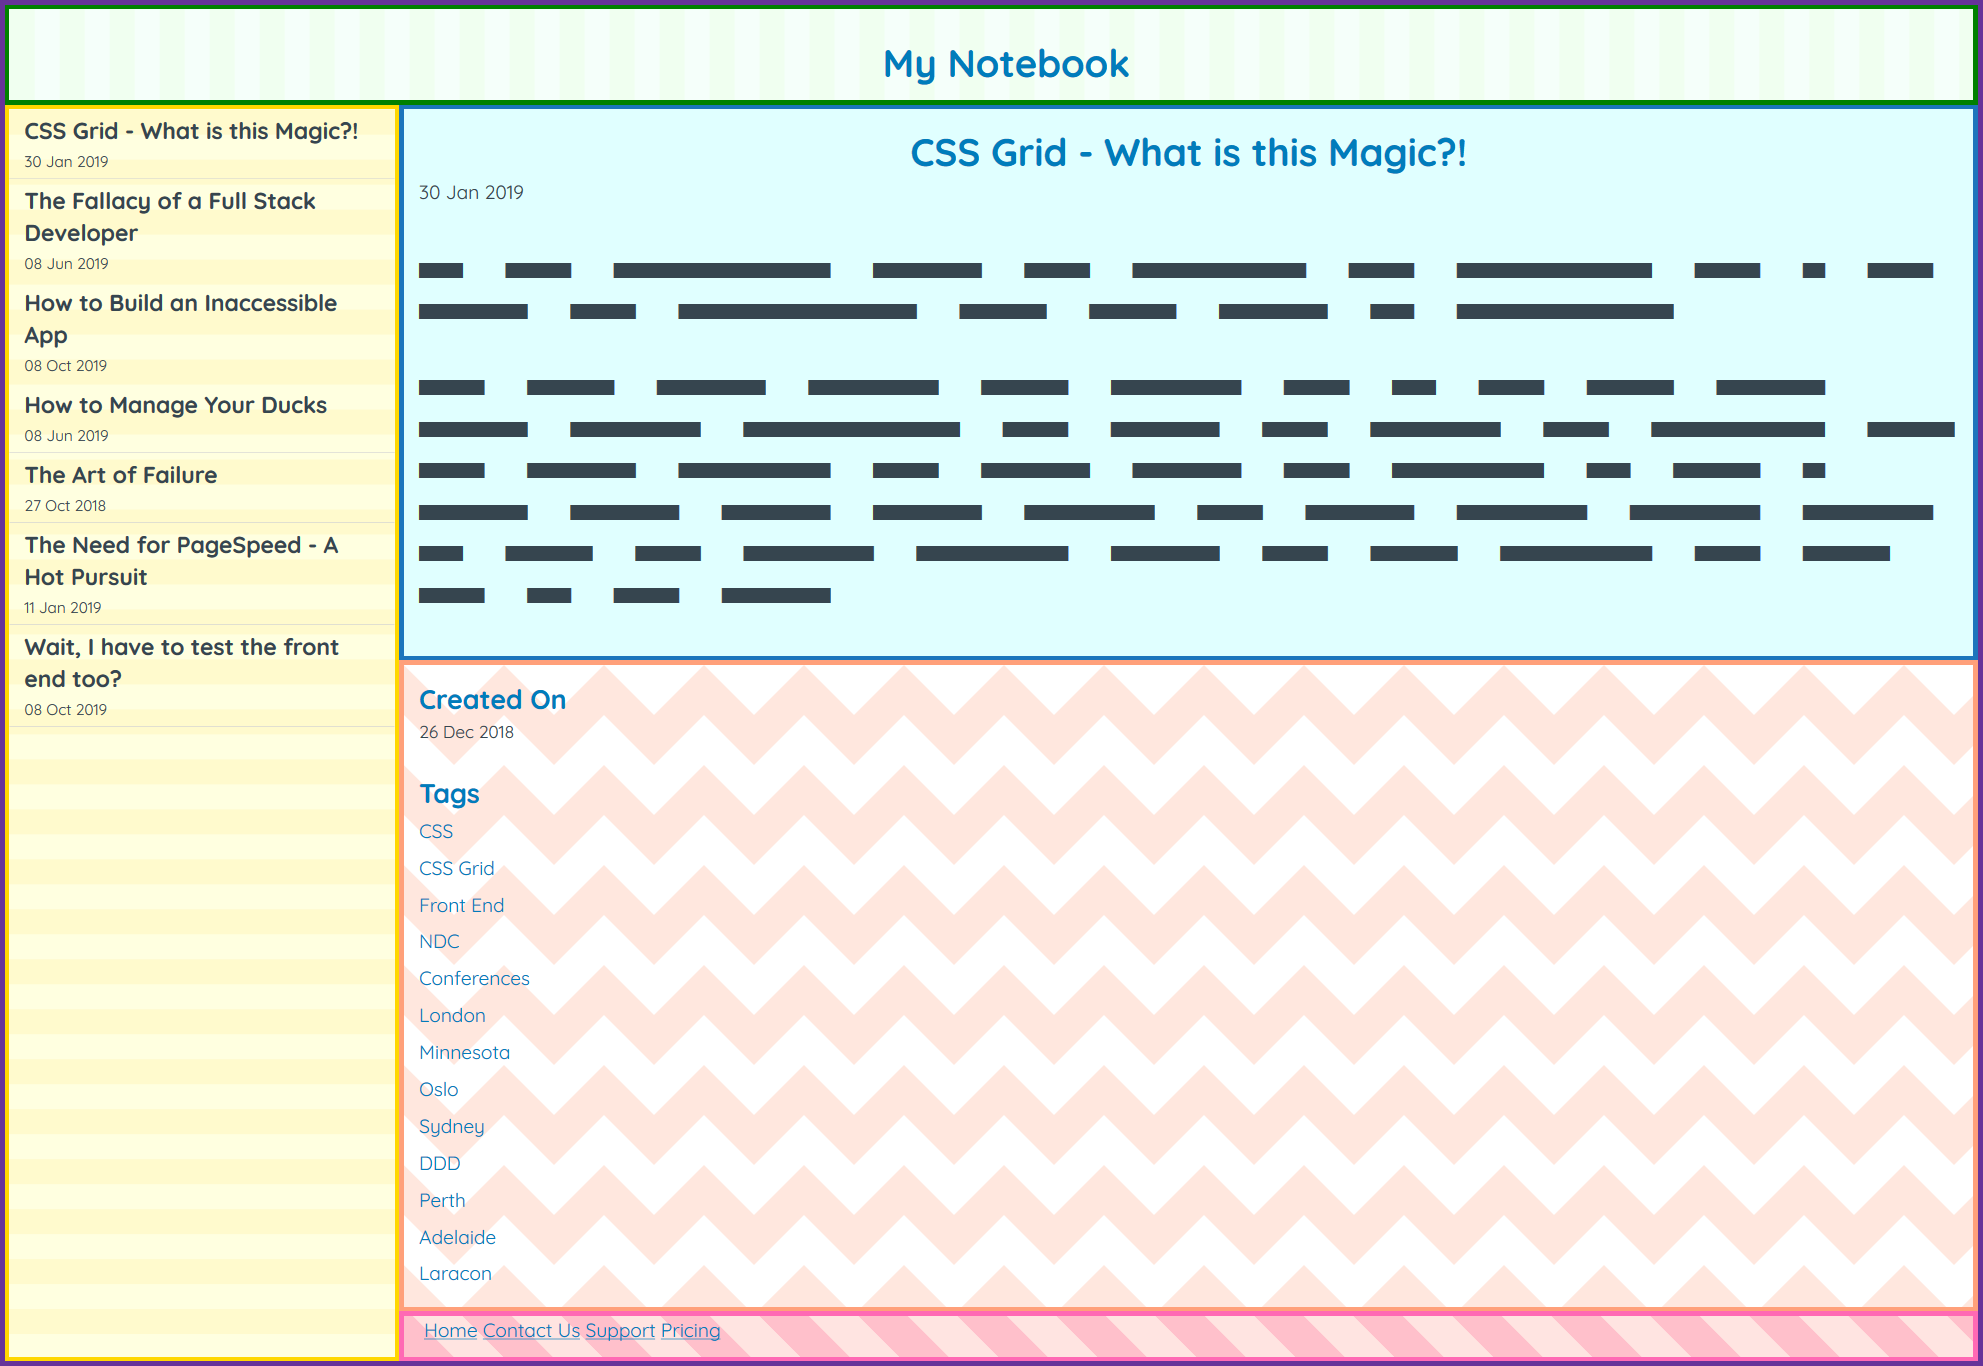 My Notebook
CSS Grid - What is this Magic?!
30 Jan 2019
The Fallacy of a Full Stack
Developer
08 Jun 2019
How to Build an Inaccessible
App
08 Oct 2019
How to Manage Your Ducks
08 Jun 2019
The Art of Failure
27 Oct 2018
The Need for PageSpeed - A
Hot Pursuit
11 Jan 2019
Wait, I have to test the front
end too?
08 Oct 2019
CSS Grid - What is this Magic?!
30 Jan 2019
Created On
26 Dec 2018
Tags
CSS
CSS Grid
Front End
NDC
Conferences
London
Minnesota
Oslo
Sydney
DDD
Perth
Adelaide
Laracon
Home Contact Us Support Pricing